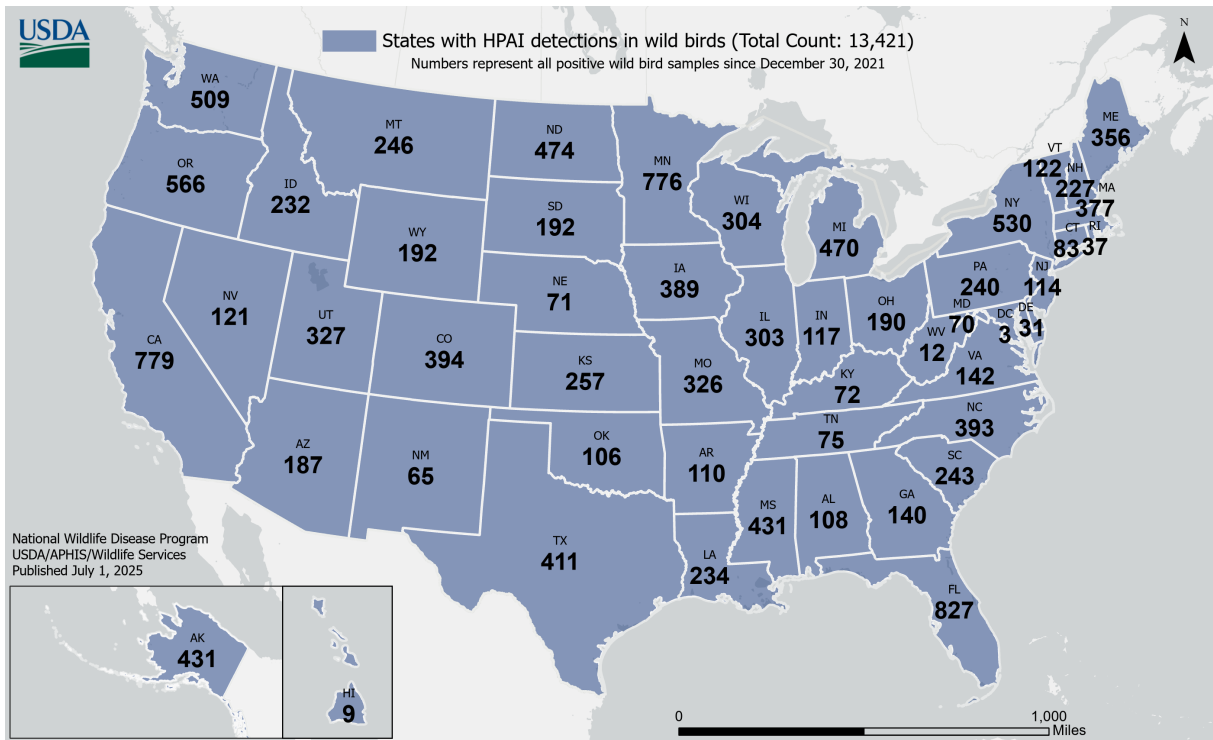 USDA
States with HPAI detections in wild birds (Total Count: 13,421)
Numbers represent all positive wild bird samples since December 30, 2021
N
WA
509
MT
246
ND
474
MN
776
ME
356
VT
122
NH
227
MA
377
OR
566
ID
232
SD
192
WI
304
MI
470
NY
530
CT
83
RI
37
WY
192
NE
71
IA
389
PA
240
NJ
114
NV
121
UT
327
CO
394
IL
303
IN
117
OH
190
MD
70
DC
3
DE
31
WV
12
VA
142
CA
779
KS
257
MO
326
KY
72
NC
393
TN
75
AZ
187
NM
65
OK
106
AR
110
SC
243
MS
431
AL
108
GA
140
TX
411
LA
234
FL
827
National Wildlife Disease Program
USDA/APHIS/Wildlife Services
Published July 1, 2025
AK
431
HI
9
0
1,000
Miles